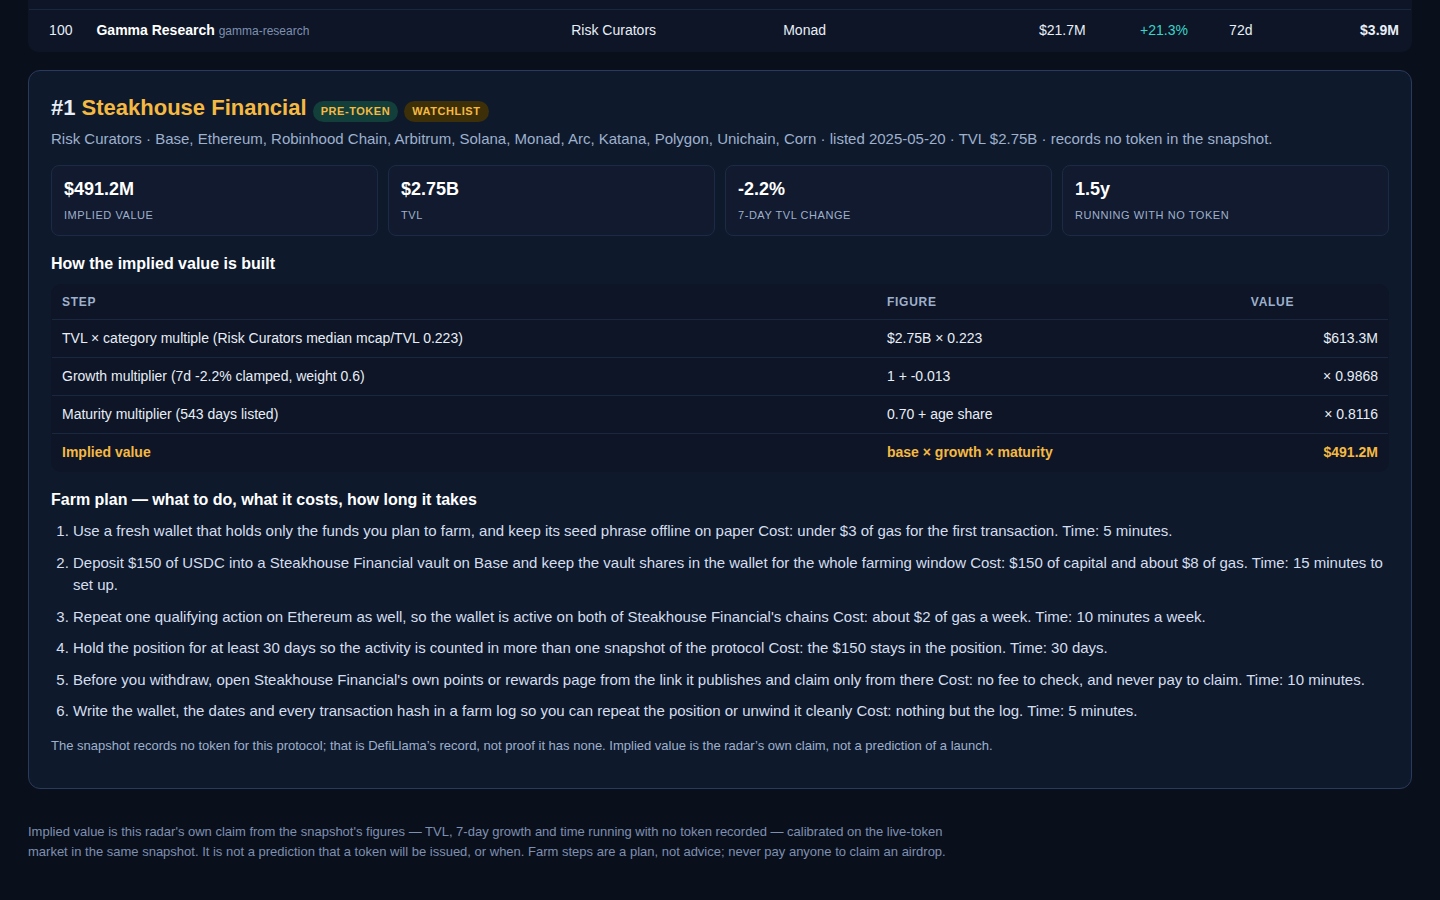 100 Gamma Research gamma-research Risk Curators Monad $21.7M +21.3% 72d $3.9M
#1 Steakhouse Financial PRE-TOKEN WATCHLIST
Risk Curators · Base, Ethereum, Robinhood Chain, Arbitrum, Solana, Monad, Arc, Katana, Polygon, Unichain, Corn · listed 2025-05-20 · TVL $2.75B · records no token in the snapshot.
$491.2M $2.75B -2.2% 1.5y
IMPLIED VALUE TVL 7-DAY TVL CHANGE RUNNING WITH NO TOKEN
How the implied value is built
STEP FIGURE VALUE
TVL × category multiple (Risk Curators median mcap/TVL 0.223) $2.75B × 0.223 $613.3M
Growth multiplier (7d -2.2% clamped, weight 0.6) 1 + -0.013 × 0.9868
Maturity multiplier (543 days listed) 0.70 + age share × 0.8116
Implied value base × growth × maturity $491.2M
Farm plan — what to do, what it costs, how long it takes
1. Use a fresh wallet that holds only the funds you plan to farm, and keep its seed phrase offline on paper Cost: under $3 of gas for the first transaction. Time: 5 minutes.
2. Deposit $150 of USDC into a Steakhouse Financial vault on Base and keep the vault shares in the wallet for the whole farming window Cost: $150 of capital and about $8 of gas. Time: 15 minutes to
set up.
3. Repeat one qualifying action on Ethereum as well, so the wallet is active on both of Steakhouse Financial's chains Cost: about $2 of gas a week. Time: 10 minutes a week.
4. Hold the position for at least 30 days so the activity is counted in more than one snapshot of the protocol Cost: the $150 stays in the position. Time: 30 days.
5. Before you withdraw, open Steakhouse Financial's own points or rewards page from the link it publishes and claim only from there Cost: no fee to check, and never pay to claim. Time: 10 minutes.
6. Write the wallet, the dates and every transaction hash in a farm log so you can repeat the position or unwind it cleanly Cost: nothing but the log. Time: 5 minutes.
The snapshot records no token for this protocol; that is DefiLlama's record, not proof it has none. Implied value is the radar's own claim, not a prediction of a launch.
Implied value is this radar's own claim from the snapshot's figures — TVL, 7-day growth and time running with no token recorded — calibrated on the live-token
market in the same snapshot. It is not a prediction that a token will be issued, or when. Farm steps are a plan, not advice; never pay anyone to claim an airdrop.